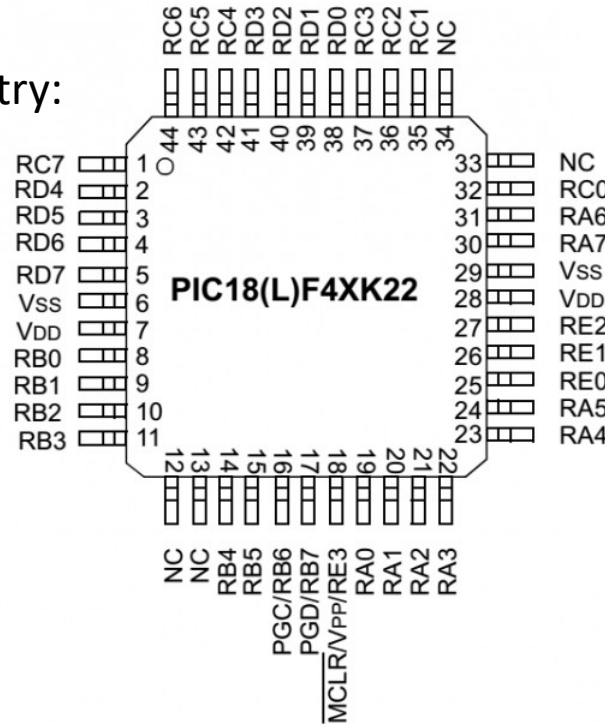 try:
RC6
RC5
RC4
RD3
RD2
RD1
RD0
RC3
RC2
RC1
NC
44
43
42
41
40
39
38
37
36
35
34
RC7 1
RD4 2
RD5 3
RD6 4
RD7 5
VSS 6
VDD 7
RB0 8
RB1 9
RB2 10
RB3 11
PIC18(L)F4XK22
33 NC
32 RC0
31 RA6
30 RA7
29 VSS
28 VDD
27 RE2
26 RE1
25 RE0
24 RA5
23 RA4
12
13
14
15
16
17
18
19
20
21
22
NC
NC
RB4
RB5
PGC/RB6
PGD/RB7
MCLR/VPP/RE3
RA0
RA1
RA2
RA3